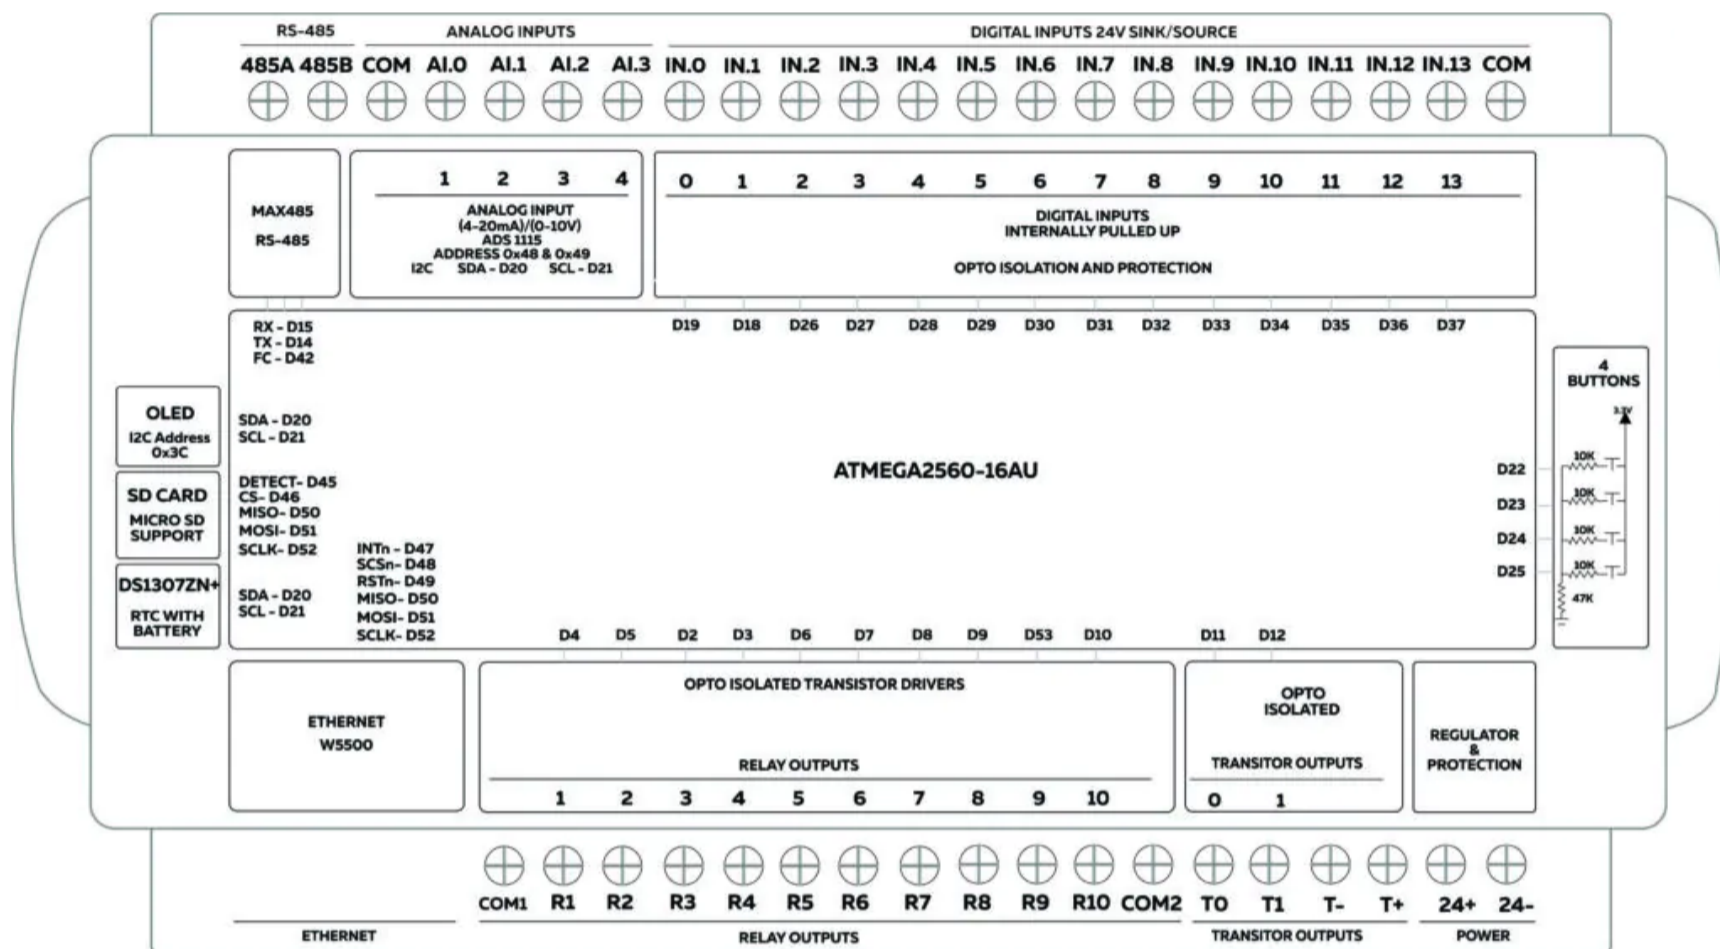 RS-485 ANALOG INPUTS DIGITAL INPUTS 24V SINK/SOURCE
485A 485B COM AI.0 AI.1 AI.2 AI.3 IN.0 IN.1 IN.2 IN.3 IN.4 IN.5 IN.6 IN.7 IN.8 IN.9 IN.10 IN.11 IN.12 IN.13 COM
MAX485
RS-485
1 2 3 4
ANALOG INPUT
(4-20mA)/(0-10V)
ADS 1115
ADDRESS 0x48 & 0x49
I2C SDA - D20 SCL - D21
0 1 2 3 4 5 6 7 8 9 10 11 12 13
DIGITAL INPUTS
INTERNALLY PULLED UP
OPTO ISOLATION AND PROTECTION
RX - D15
TX - D14
FC - D42
D19 D18 D26 D27 D28 D29 D30 D31 D32 D33 D34 D35 D36 D37
4
BUTTONS
3.3V
10K
10K
10K
10K
47K
OLED
I2C Address
0x3C
SDA - D20
SCL - D21
SD CARD
MICRO SD
SUPPORT
DETECT- D45
CS- D46
MISO- D50
MOSI- D51
SCLK- D52
DS1307ZN+
RTC WITH
BATTERY
SDA - D20
SCL - D21
INTn - D47
SCSn- D48
RSTn- D49
MISO- D50
MOSI- D51
SCLK- D52
ATMEGA2560-16AU
D22
D23
D24
D25
D4 D5 D2 D3 D6 D7 D8 D9 D53 D10 D11 D12
ETHERNET
W5500
OPTO ISOLATED TRANSISTOR DRIVERS
RELAY OUTPUTS
1 2 3 4 5 6 7 8 9 10
OPTO
ISOLATED
TRANSITOR OUTPUTS
0 1
REGULATOR
&
PROTECTION
COM1 R1 R2 R3 R4 R5 R6 R7 R8 R9 R10 COM2 T0 T1 T- T+ 24+ 24-
ETHERNET RELAY OUTPUTS TRANSITOR OUTPUTS POWER